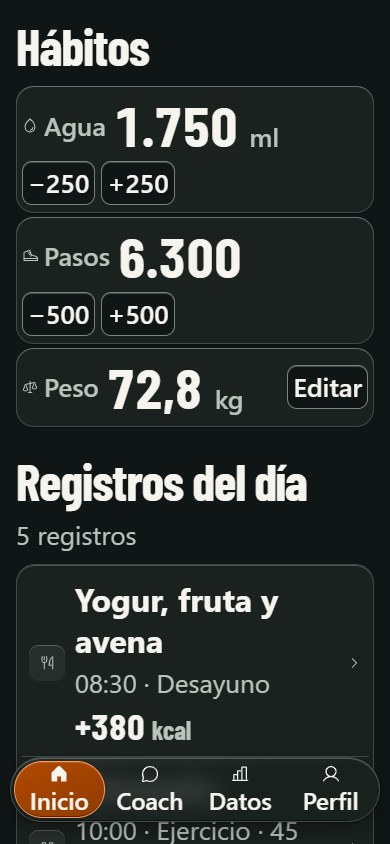 Hábitos
Agua 1.750 ml
−250 +250
Pasos 6.300
−500 +500
Peso 72,8 kg Editar
Registros del día
5 registros
Yogur, fruta y
avena
08:30 · Desayuno
+380 kcal
Inicio Coach Datos Perfil
10:00 · Ejercicio · 45